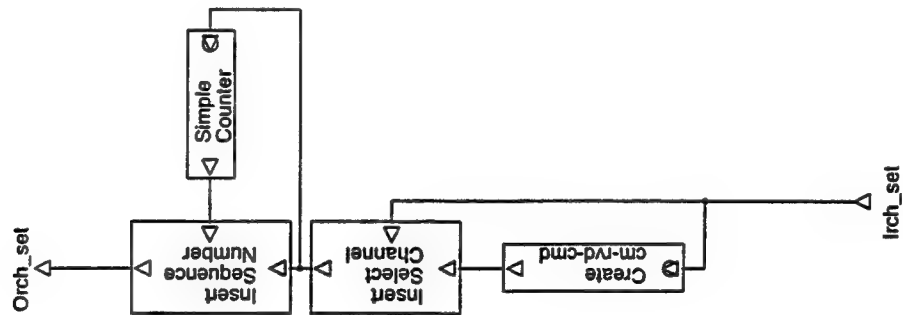 Orch_set
Simple
Counter
Insert
Sequence
Number
Insert
Select
Channel
Create
cm-rvd-cmd
Irch_set